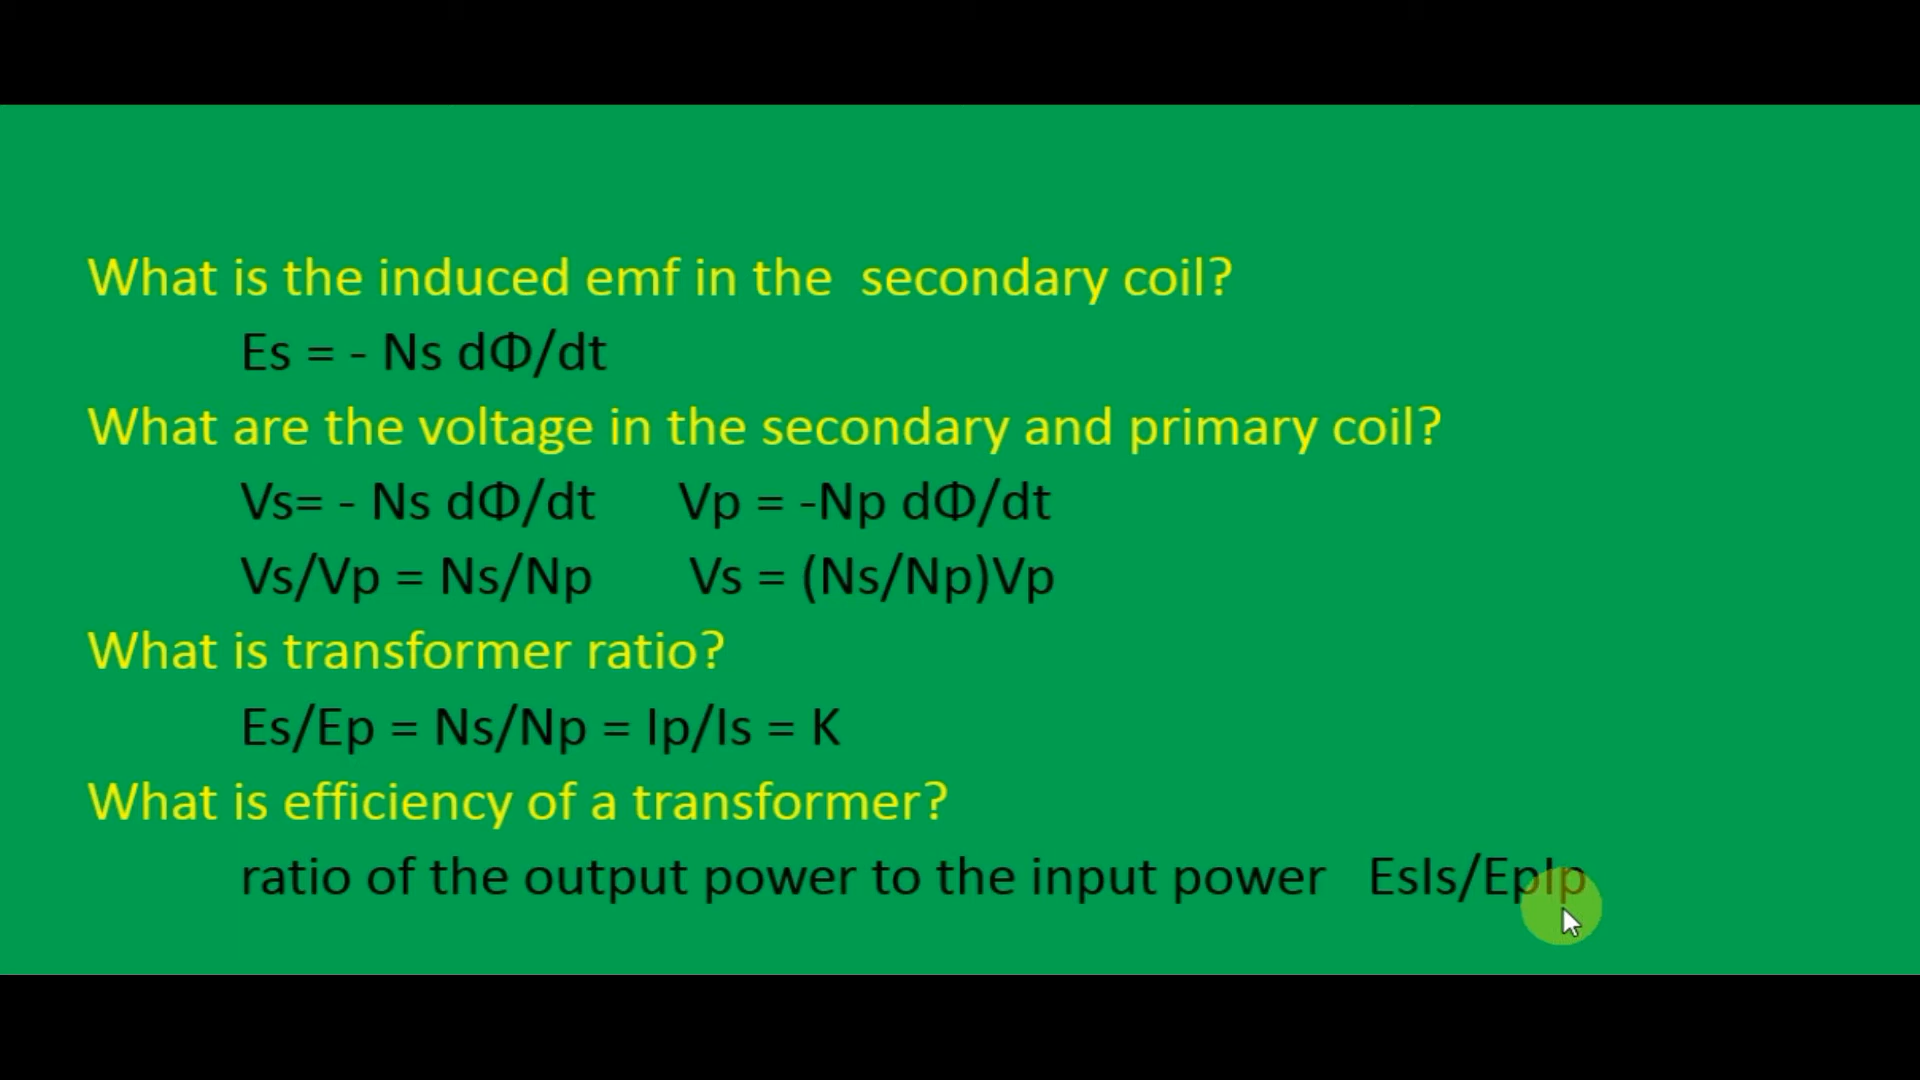 What is the induced emf in the secondary coil?
Es = - Ns dΦ/dt
What are the voltage in the secondary and primary coil?
Vs= - Ns dΦ/dt Vp = -Np dΦ/dt
Vs/Vp = Ns/Np Vs = (Ns/Np)Vp
What is transformer ratio?
Es/Ep = Ns/Np = Ip/Is = K
What is efficiency of a transformer?
ratio of the output power to the input power EsIs/EpIp